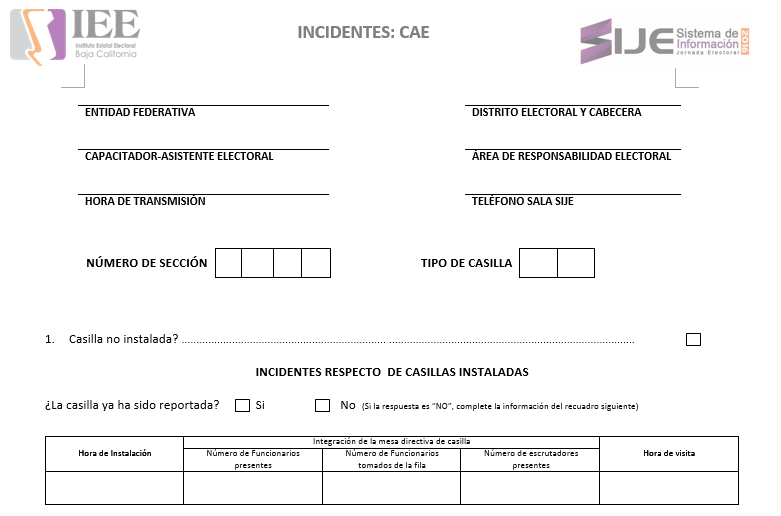 IEE
Instituto Estatal Electoral
Baja California
INCIDENTES: CAE
SIJE Sistema de
Información
Jornada Electoral
2016
ENTIDAD FEDERATIVA
DISTRITO ELECTORAL Y CABECERA
CAPACITADOR-ASISTENTE ELECTORAL
ÁREA DE RESPONSABILIDAD ELECTORAL
HORA DE TRANSMISIÓN
TELÉFONO SALA SIJE
NÚMERO DE SECCIÓN
TIPO DE CASILLA
1. Casilla no instalada? ..................................................................... ...................................................................................
INCIDENTES RESPECTO DE CASILLAS INSTALADAS
¿La casilla ya ha sido reportada? Si No (Si la respuesta es “NO”, complete la información del recuadro siguiente)
Integración de la mesa directiva de casilla
Hora de Instalación
Número de Funcionarios
presentes
Número de Funcionarios
tomados de la fila
Número de escrutadores
presentes
Hora de visita